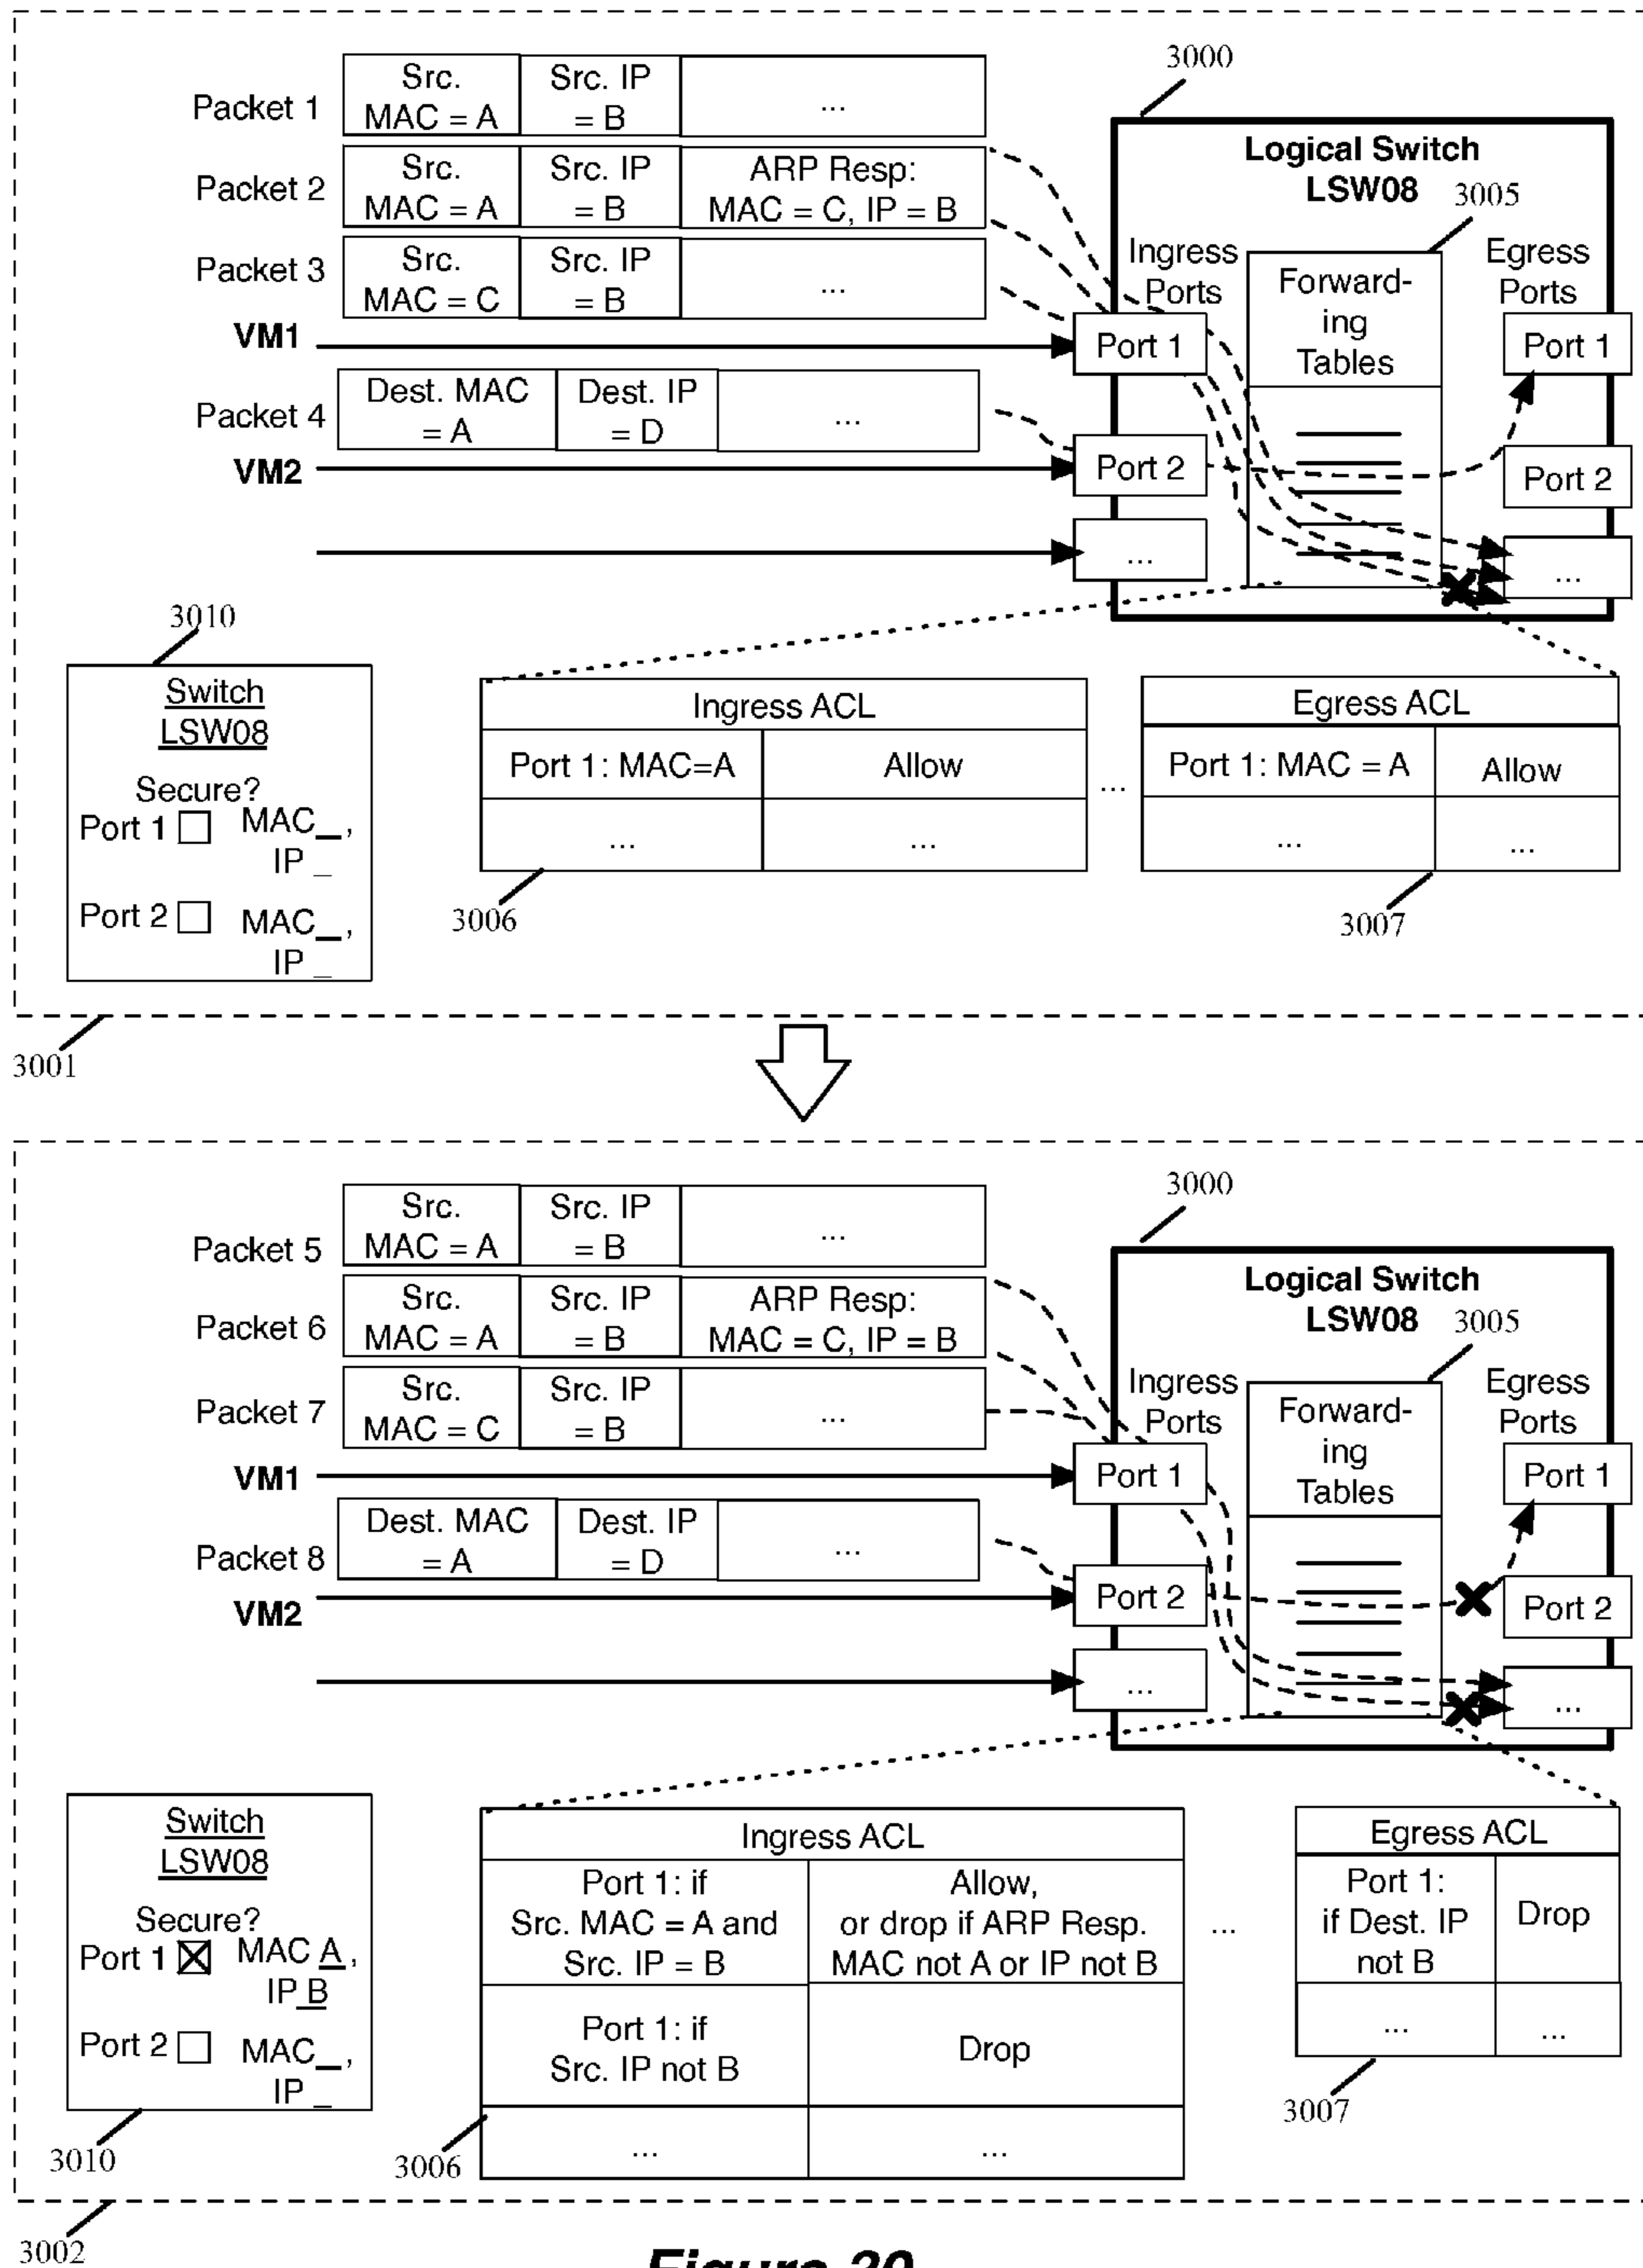 3000
Packet 1
Src. MAC = A
Src. IP = B
...
Packet 2
Src. MAC = A
Src. IP = B
ARP Resp: MAC = C, IP = B
Packet 3
Src. MAC = C
Src. IP = B
...
VM1
Packet 4
Dest. MAC = A
Dest. IP = D
...
VM2
Logical Switch
LSW08
3005
Ingress Ports
Forward-
ing
Tables
Egress Ports
Port 1
Port 1
Port 2
Port 2
...
...
3010
Switch
LSW08
Secure?
Port 1 MAC_,
IP _
Port 2 MAC_,
IP _
Ingress ACL
Port 1: MAC=A
Allow
...
...
3006
...
Egress ACL
Port 1: MAC = A
Allow
...
...
3007
3001
3000
Packet 5
Src. MAC = A
Src. IP = B
...
Packet 6
Src. MAC = A
Src. IP = B
ARP Resp: MAC = C, IP = B
Packet 7
Src. MAC = C
Src. IP = B
...
VM1
Packet 8
Dest. MAC = A
Dest. IP = D
...
VM2
Logical Switch
LSW08
3005
Ingress Ports
Forward-
ing
Tables
Egress Ports
Port 1
Port 1
Port 2
Port 2
...
...
Switch
LSW08
Secure?
Port 1 MAC A,
IP B
Port 2 MAC_,
IP _
3010
Ingress ACL
Port 1: if
Src. MAC = A and
Src. IP = B
Allow,
or drop if ARP Resp.
MAC not A or IP not B
Port 1: if
Src. IP not B
Drop
...
...
3006
...
Egress ACL
Port 1:
if Dest. IP
not B
Drop
...
...
3007
3002